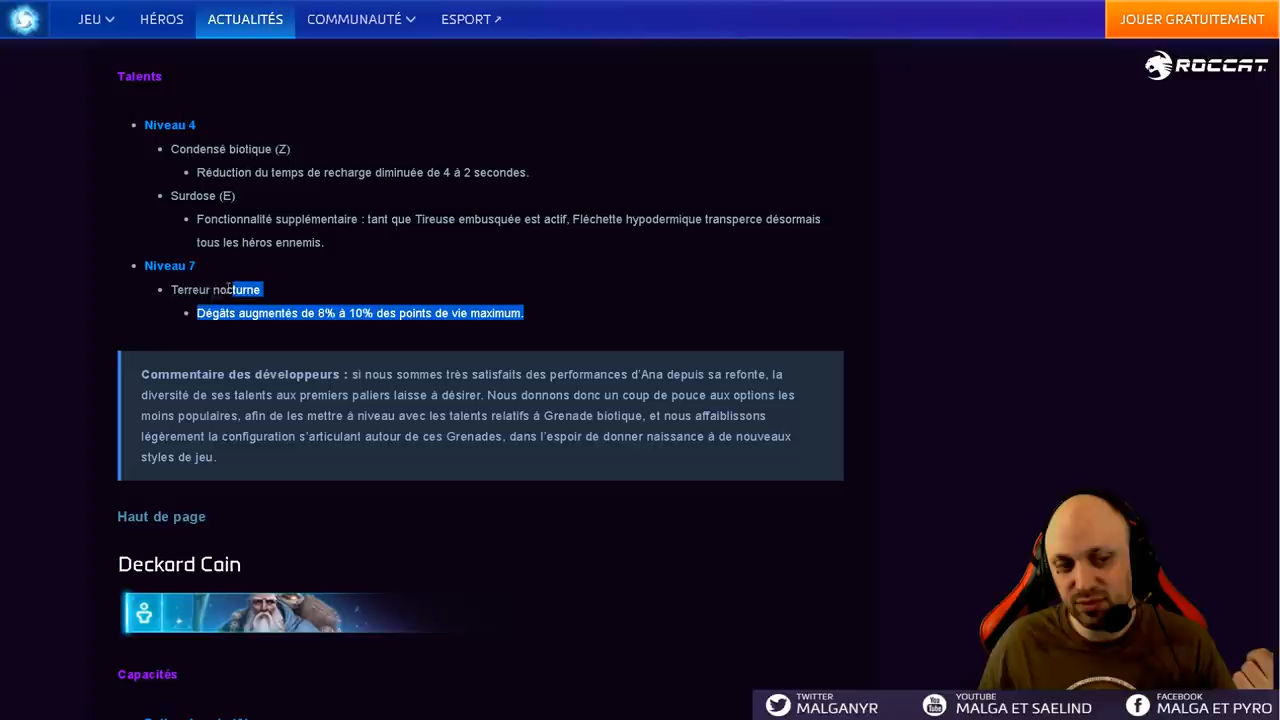 JEU
HÉROS
ACTUALITÉS
COMMUNAUTÉ
ESPORT
JOUER GRATUITEMENT
ROCCAT
Talents
Niveau 4
Condensé biotique (Z)
Réduction du temps de recharge diminuée de 4 à 2 secondes.
Surdose (E)
Fonctionnalité supplémentaire : tant que Tireuse embusquée est actif, Fléchette hypodermique transperce désormais
tous les héros ennemis.
Niveau 7
Terreur nocturne
Dégâts augmentés de 8% à 10% des points de vie maximum.
Commentaire des développeurs : si nous sommes très satisfaits des performances d'Ana depuis sa refonte, la
diversité de ses talents aux premiers paliers laisse à désirer. Nous donnons donc un coup de pouce aux options les
moins populaires, afin de les mettre à niveau avec les talents relatifs à Grenade biotique, et nous affaiblissons
légèrement la configuration s'articulant autour de ces Grenades, dans l'espoir de donner naissance à de nouveaux
styles de jeu.
Haut de page
Deckard Cain
Capacités
TWITTER
MALGANYR
YOUTUBE
MALGA ET SAELIND
FACEBOOK
MALGA ET PYRO